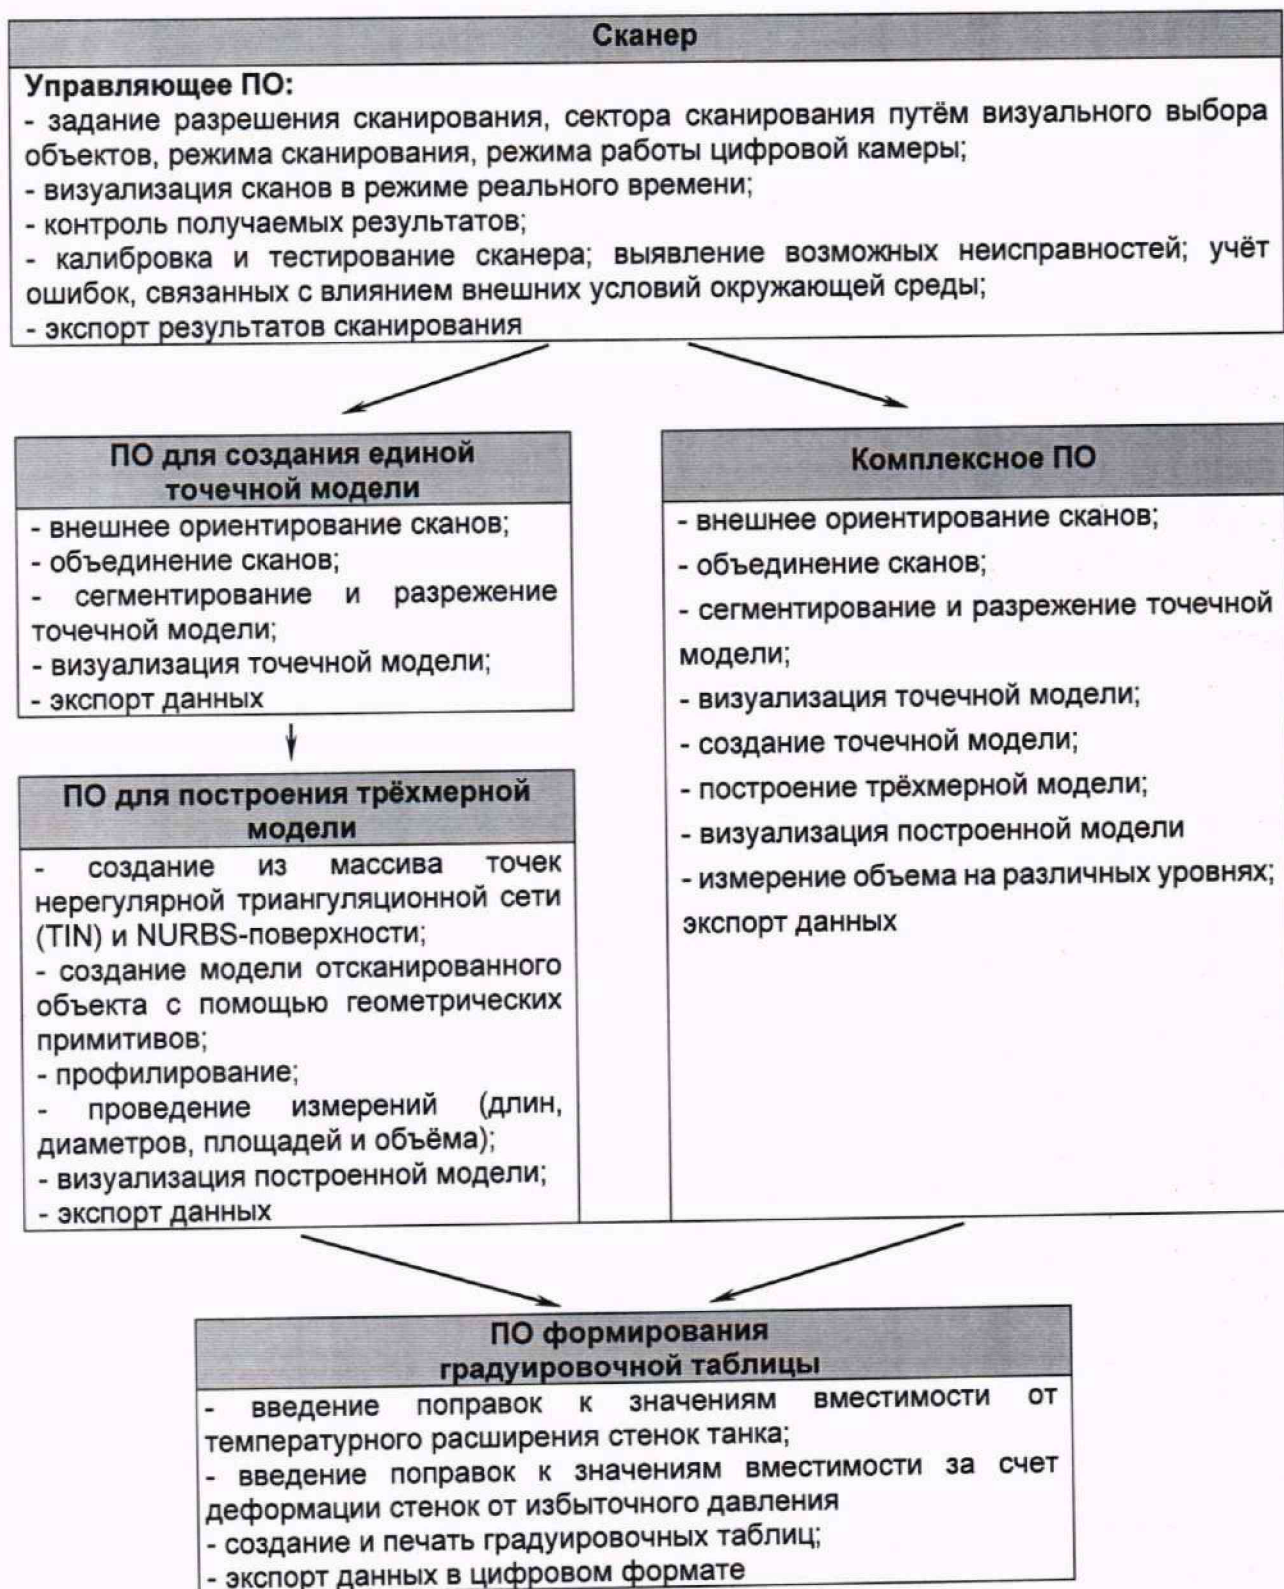 Сканер
Управляющее ПО:
- задание разрешения сканирования, сектора сканирования путём визуального выбора
объектов, режима сканирования, режима работы цифровой камеры;
- визуализация сканов в режиме реального времени;
- контроль получаемых результатов;
- калибровка и тестирование сканера; выявление возможных неисправностей; учёт
ошибок, связанных с влиянием внешних условий окружающей среды;
- экспорт результатов сканирования
ПО для создания единой
точечной модели
- внешнее ориентирование сканов;
- объединение сканов;
- сегментирование и разрежение
точечной модели;
- визуализация точечной модели;
- экспорт данных
ПО для построения трёхмерной
модели
- создание из массива точек
нерегулярной триангуляционной сети
(TIN) и NURBS-поверхности;
- создание модели отсканированного
объекта с помощью геометрических
примитивов;
- профилирование;
- проведение измерений (длин,
диаметров, площадей и объёма);
- визуализация построенной модели;
- экспорт данных
Комплексное ПО
- внешнее ориентирование сканов;
- объединение сканов;
- сегментирование и разрежение точечной
модели;
- визуализация точечной модели;
- создание точечной модели;
- построение трёхмерной модели;
- визуализация построенной модели
- измерение объема на различных уровнях;
экспорт данных
ПО формирования
градуировочной таблицы
- введение поправок к значениям вместимости от
температурного расширения стенок танка;
- введение поправок к значениям вместимости за счет
деформации стенок от избыточного давления
- создание и печать градуировочных таблиц;
- экспорт данных в цифровом формате